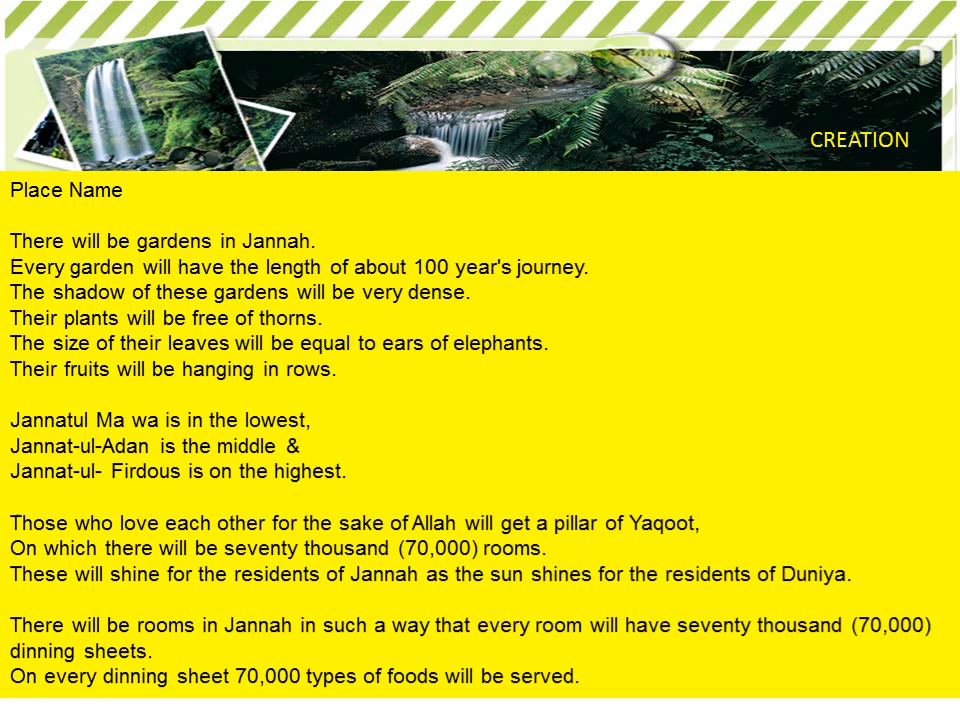 CREATION
Place Name
There will be gardens in Jannah.
Every garden will have the length of about 100 year's journey.
The shadow of these gardens will be very dense.
Their plants will be free of thorns.
The size of their leaves will be equal to ears of elephants.
Their fruits will be hanging in rows.
Jannatul Ma wa is in the lowest,
Jannat-ul-Adan is the middle &
Jannat-ul- Firdous is on the highest.
Those who love each other for the sake of Allah will get a pillar of Yaqoot,
On which there will be seventy thousand (70,000) rooms.
These will shine for the residents of Jannah as the sun shines for the residents of Duniya.
There will be rooms in Jannah in such a way that every room will have seventy thousand (70,000)
dinning sheets.
On every dinning sheet 70,000 types of foods will be served.